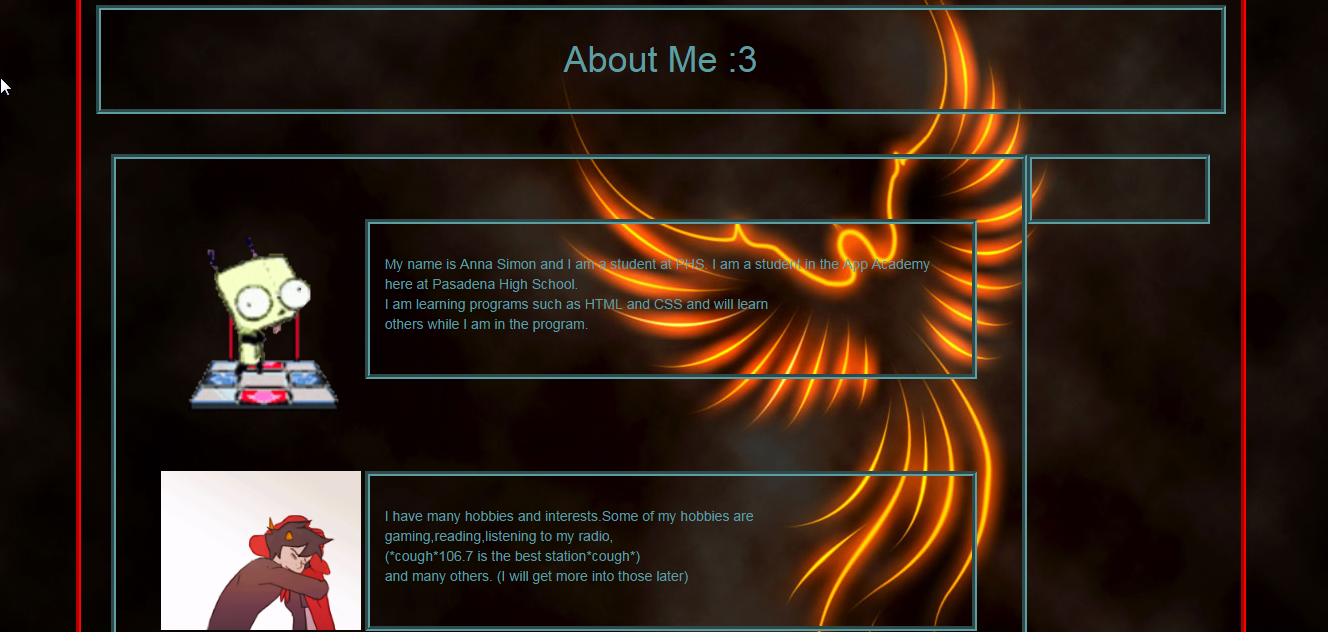 About Me :3
My name is Anna Simon and I am a student at PHS. I am a student in the App Academy
here at Pasadena High School.
I am learning programs such as HTML and CSS and will learn
others while I am in the program.
I have many hobbies and interests.Some of my hobbies are
gaming,reading,listening to my radio,
(*cough*106.7 is the best station*cough*)
and many others. (I will get more into those later)